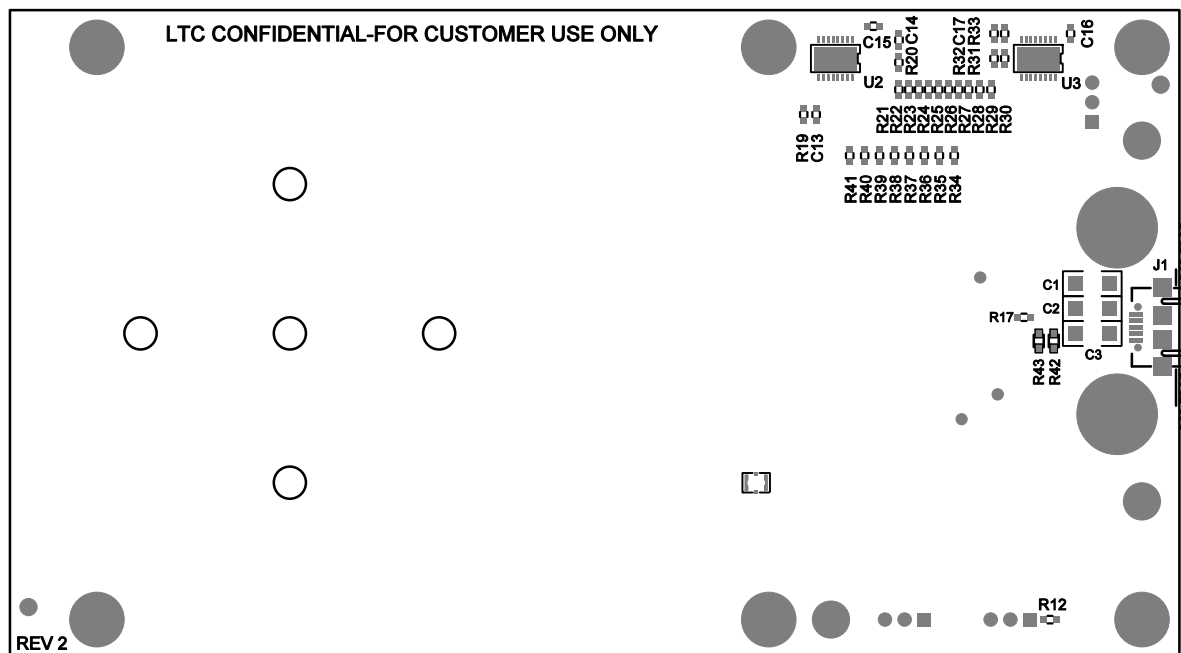 LTC CONFIDENTIAL-FOR CUSTOMER USE ONLY
C15
R20
C14
R32
C17
R31
R33
C16
U2
U3
R21
R22
R23
R24
R25
R26
R27
R28
R29
R30
R19
C13
R41
R40
R39
R38
R37
R36
R35
R34
J1
C1
C2
R17
C3
R43
R42
R12
REV 2